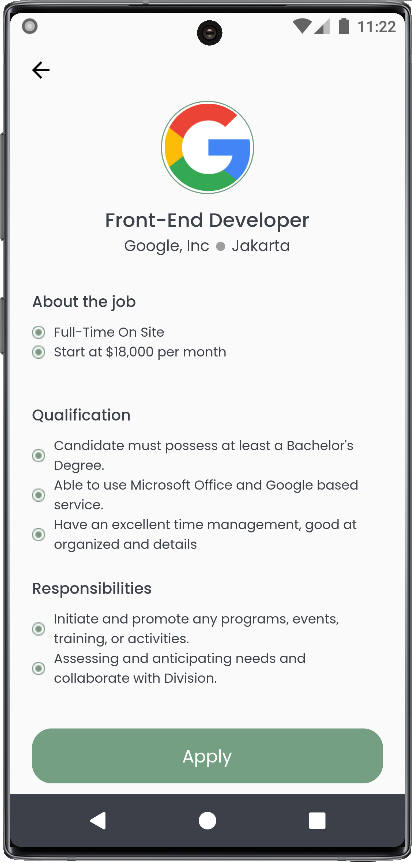 11:22
Front-End Developer
Google, Inc ● Jakarta
About the job
Full-Time On Site
Start at $18,000 per month
Qualification
Candidate must possess at least a Bachelor's
Degree.
Able to use Microsoft Office and Google based
service.
Have an excellent time management, good at
organized and details
Responsibilities
Initiate and promote any programs, events,
training, or activities.
Assessing and anticipating needs and
collaborate with Division.
Apply